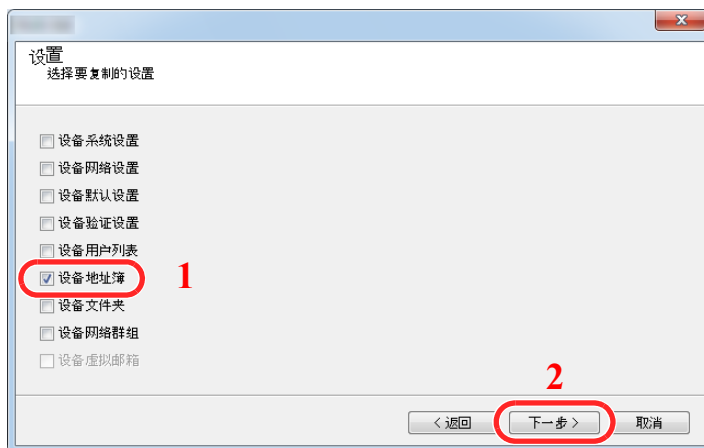 设置
选择要复制的设置
设备系统设置
设备网络设置
设备默认设置
设备验证设置
设备用户列表
设备地址簿
1
设备文件夹
设备网络群组
设备虚拟邮箱
2
<返回
下一步>
取消